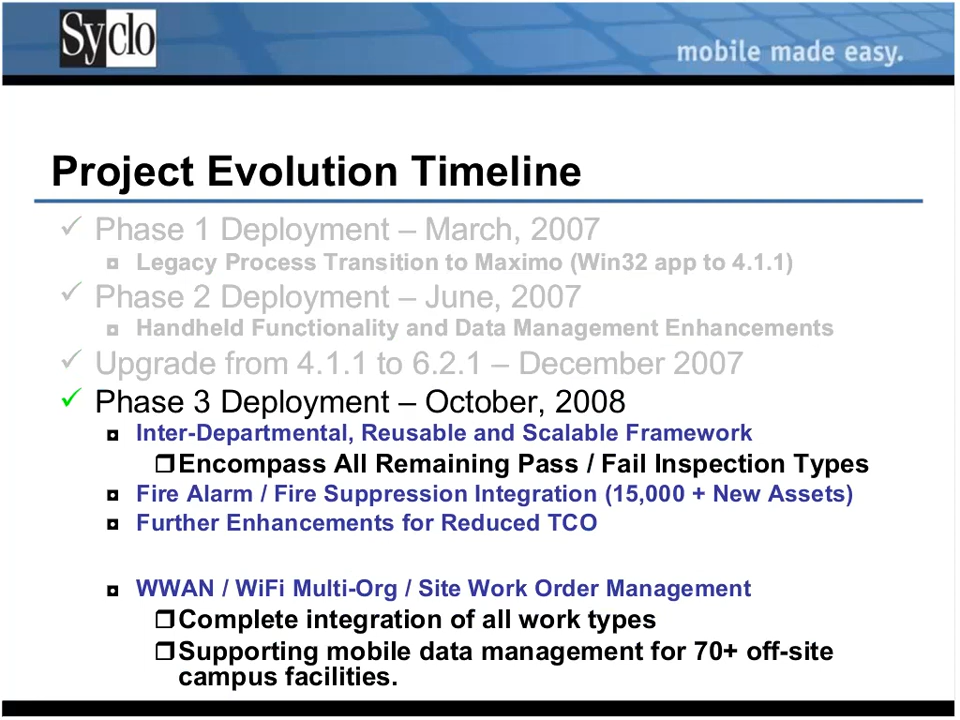 Syclo
mobile made easy.
Project Evolution Timeline
Phase 1 Deployment – March, 2007
Legacy Process Transition to Maximo (Win32 app to 4.1.1)
Phase 2 Deployment – June, 2007
Handheld Functionality and Data Management Enhancements
Upgrade from 4.1.1 to 6.2.1 – December 2007
Phase 3 Deployment – October, 2008
Inter-Departmental, Reusable and Scalable Framework
Encompass All Remaining Pass / Fail Inspection Types
Fire Alarm / Fire Suppression Integration (15,000 + New Assets)
Further Enhancements for Reduced TCO
WWAN / WiFi Multi-Org / Site Work Order Management
Complete integration of all work types
Supporting mobile data management for 70+ off-site
campus facilities.